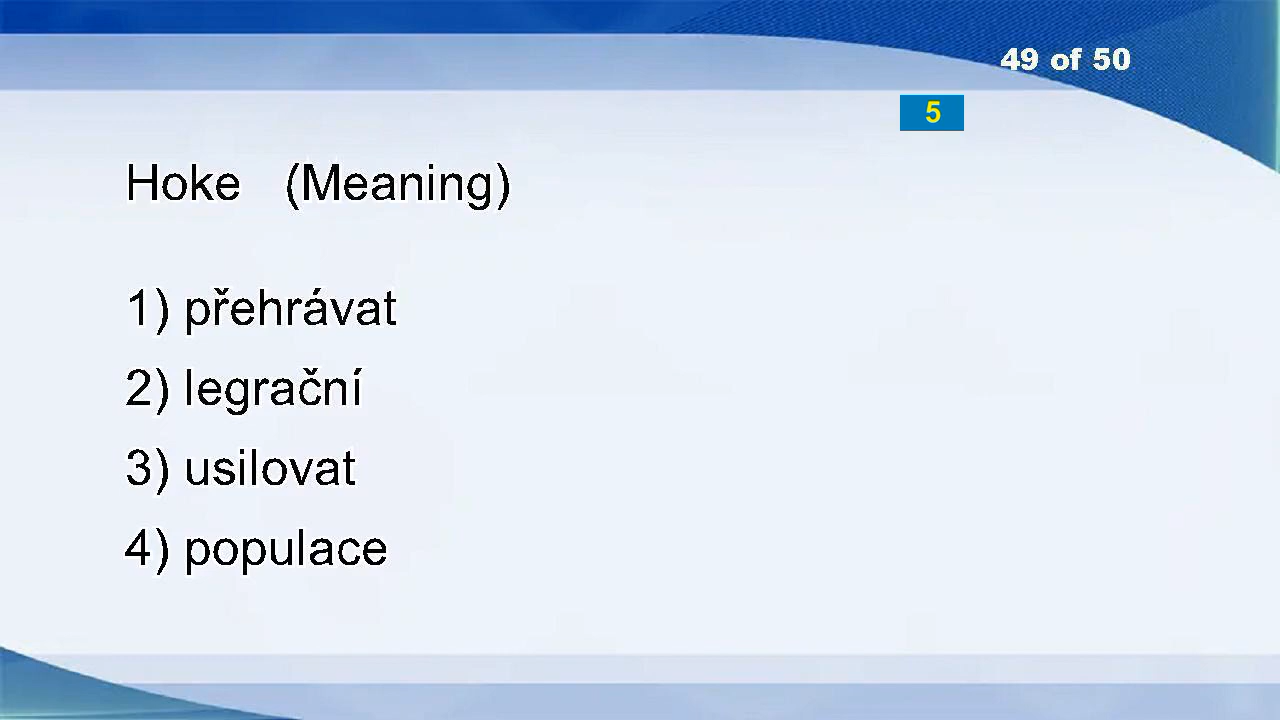 49 of 50
5
Hoke (Meaning)
1) přehrávat
2) legrační
3) usilovat
4) populace